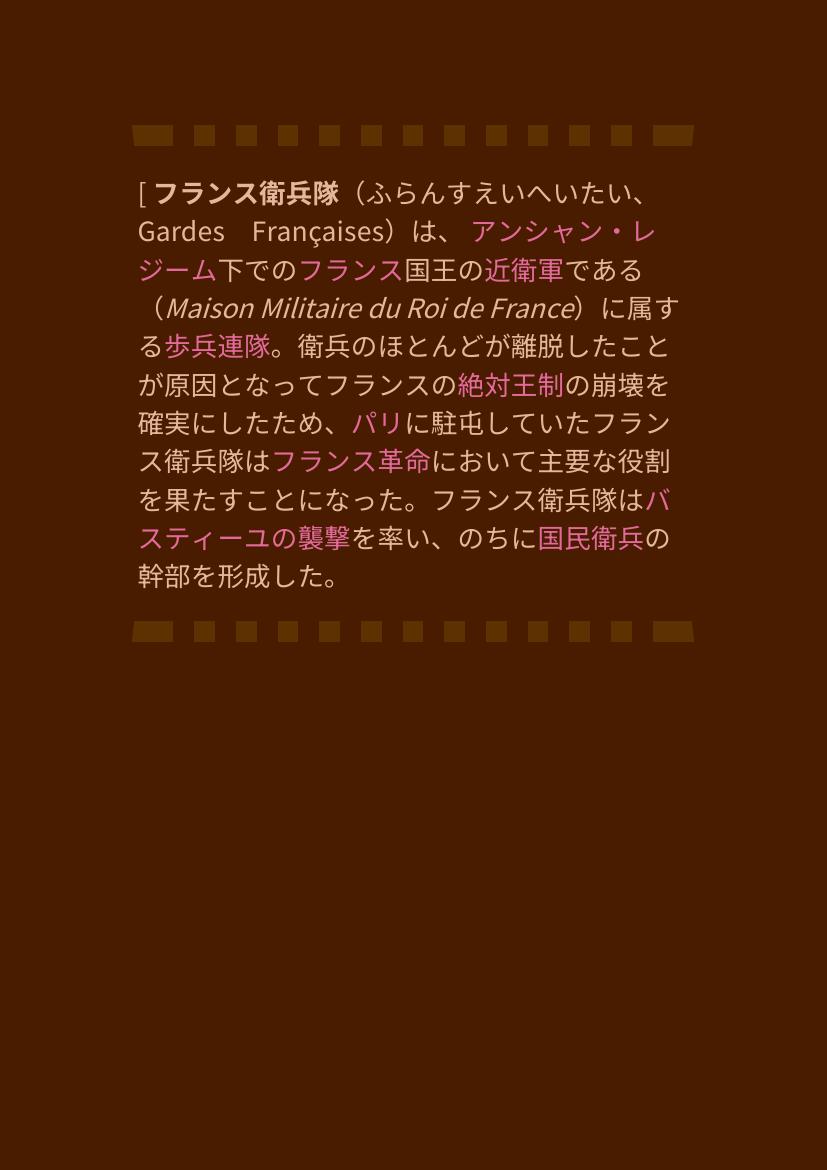 [ フランス衛兵隊（ふらんすえいへいたい、
Gardes　Françaises）は、 アンシャン・レ
ジーム下でのフランス国王の近衛軍である
（Maison Militaire du Roi de France）に属す
る歩兵連隊。衛兵のほとんどが離脱したこと
が原因となってフランスの絶対王制の崩壊を
確実にしたため、パリに駐屯していたフラン
ス衛兵隊はフランス革命において主要な役割
を果たすことになった。フランス衛兵隊はバ
スティーユの襲撃を率い、のちに国民衛兵の
幹部を形成した。